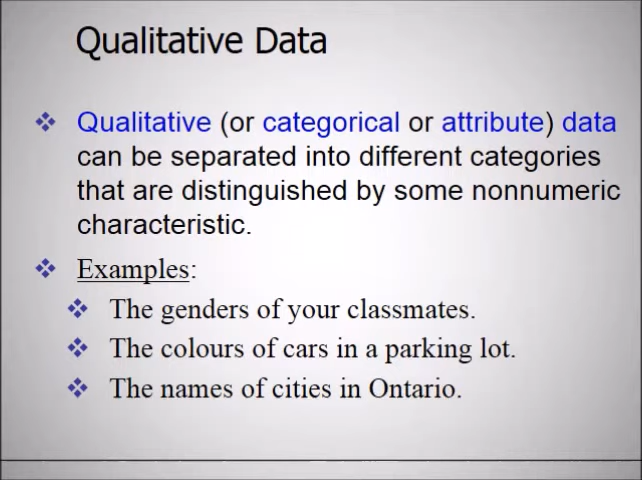 Qualitative Data
Qualitative (or categorical or attribute) data
can be separated into different categories
that are distinguished by some nonnumeric
characteristic.
Examples:
The genders of your classmates.
The colours of cars in a parking lot.
The names of cities in Ontario.